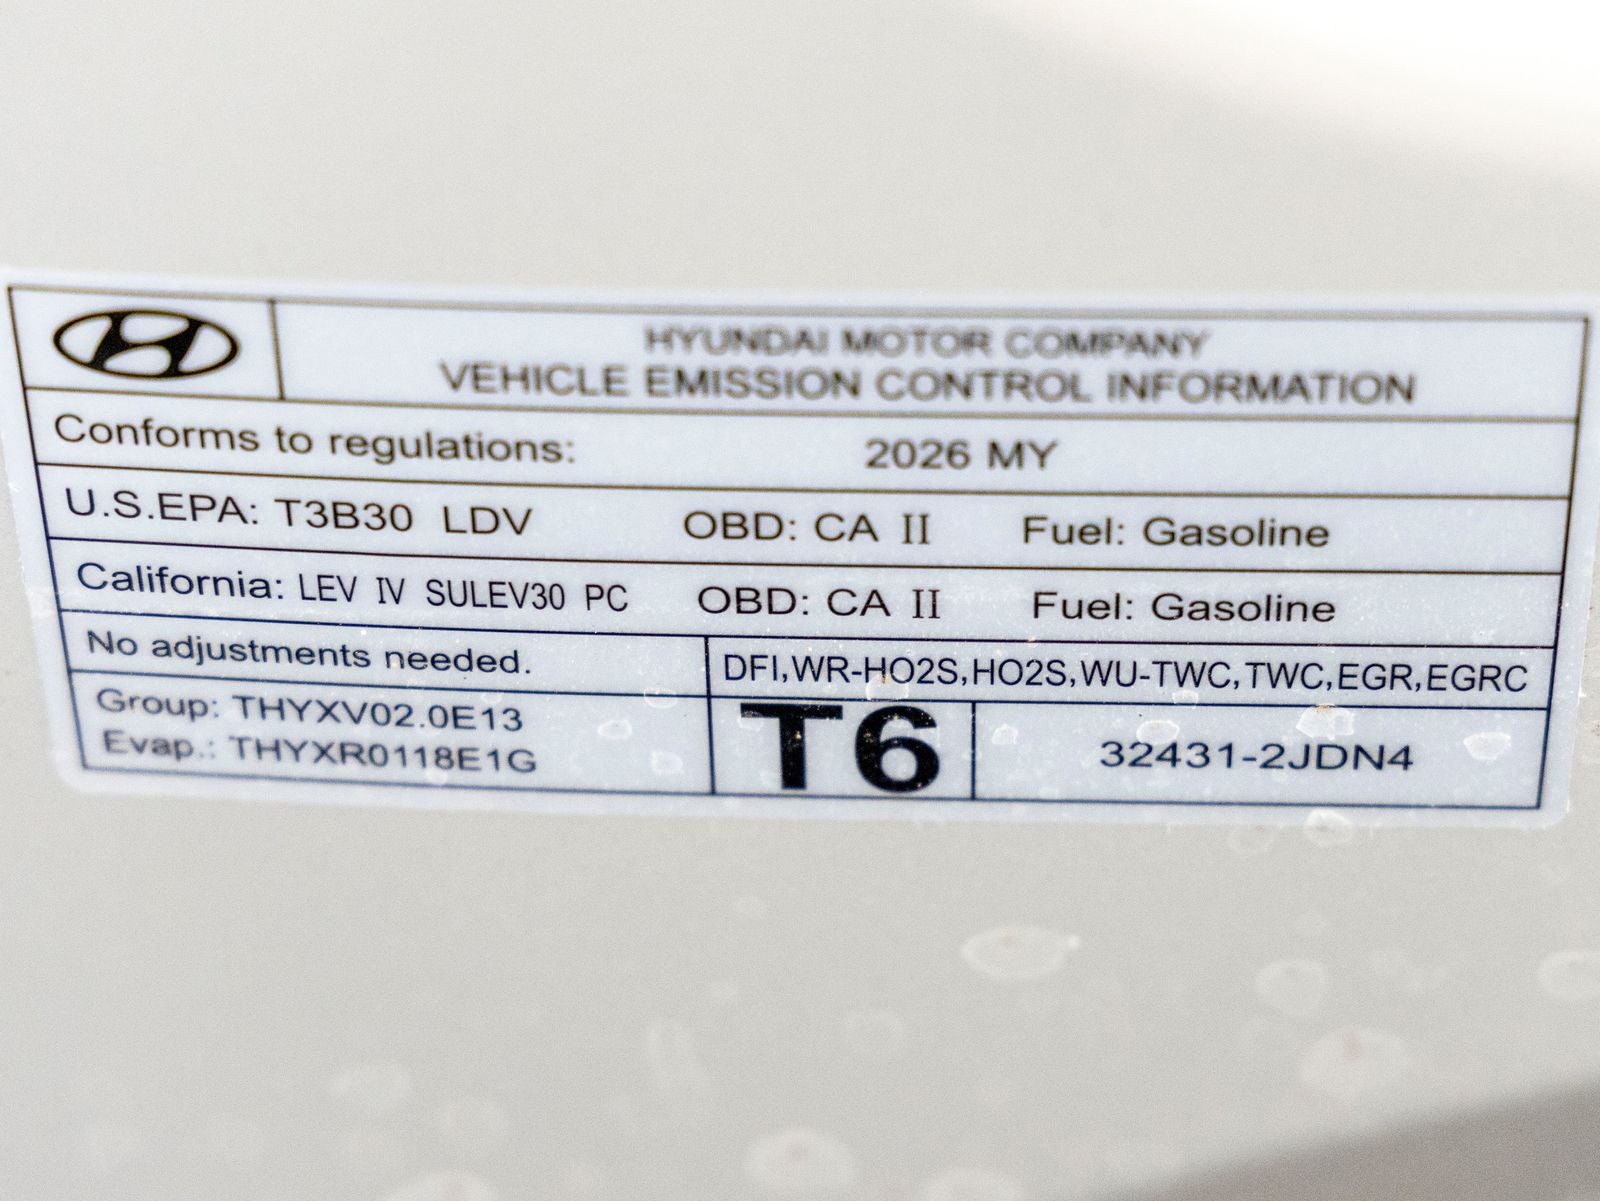 HYUNDAI MOTOR COMPANY
VEHICLE EMISSION CONTROL INFORMATION
Conforms to regulations: 2026 MY
U.S.EPA: T3B30 LDV OBD: CA II Fuel: Gasoline
California: LEV IV SULEV30 PC OBD: CA II Fuel: Gasoline
No adjustments needed. DFI,WR-HO2S,HO2S,WU-TWC,TWC,EGR,EGRC
Group: THYXV02.0E13
Evap.: THYXR0118E1G
T6
32431-2JDN4